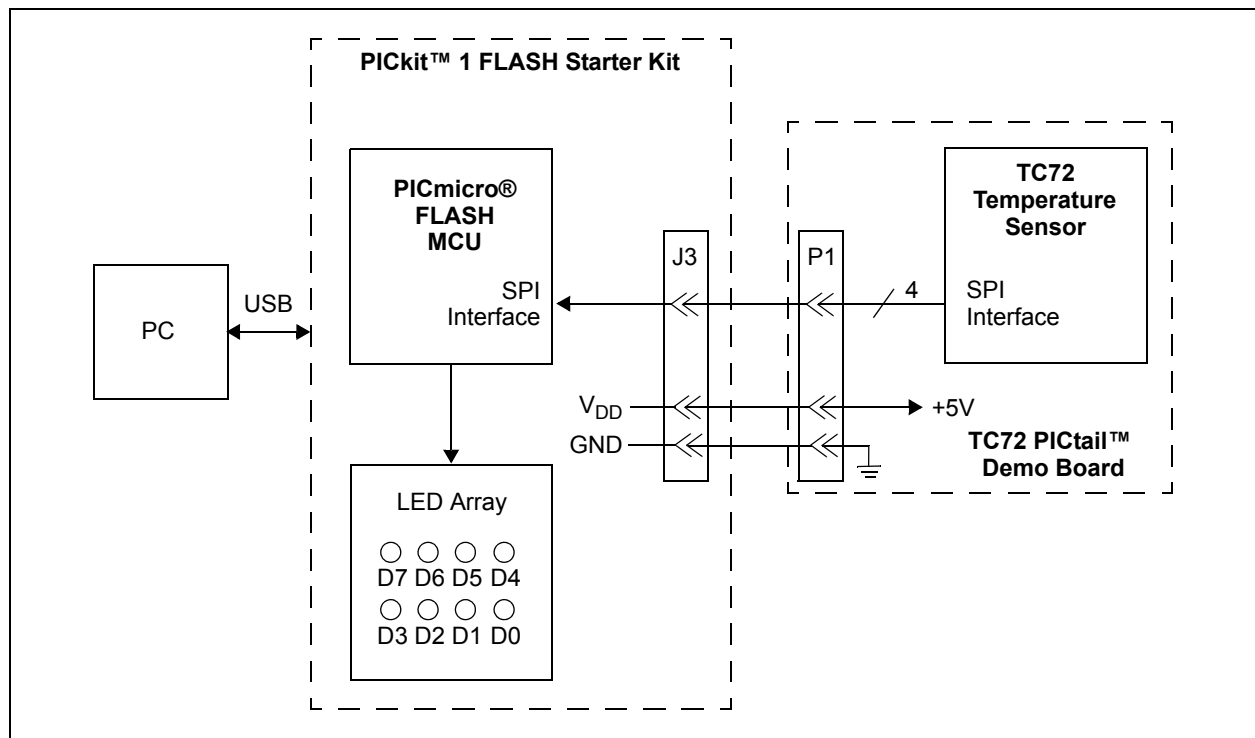 PICkit™ 1 FLASH Starter Kit
PICmicro®
FLASH
MCU
SPI
Interface
J3
P1
4
TC72
Temperature
Sensor
SPI
Interface
PC
USB
VDD
GND
+5V
TC72 PICtail™
Demo Board
LED Array
D7 D6 D5 D4
D3 D2 D1 D0